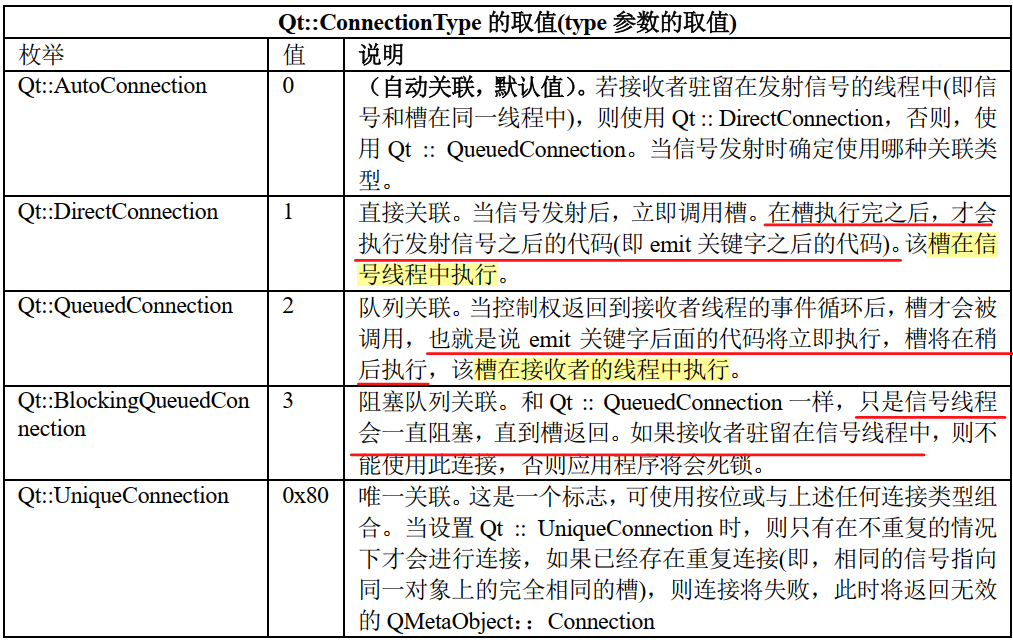 Qt::ConnectionType 的取值(type 参数的取值)
枚举 值 说明
Qt::AutoConnection 0 （自动关联，默认值）。若接收者驻留在发射信号的线程中(即信
号和槽在同一线程中)，则使用 Qt :: DirectConnection，否则，使
用 Qt :: QueuedConnection。当信号发射时确定使用哪种关联类
型。
Qt::DirectConnection 1 直接关联。当信号发射后，立即调用槽。在槽执行完之后，才会
执行发射信号之后的代码(即 emit 关键字之后的代码)。该槽在信
号线程中执行。
Qt::QueuedConnection 2 队列关联。当控制权返回到接收者线程的事件循环后，槽才会被
调用，也就是说 emit 关键字后面的代码将立即执行，槽将在稍
后执行，该槽在接收者的线程中执行。
Qt::BlockingQueuedCon 3 阻塞队列关联。和 Qt :: QueuedConnection 一样，只是信号线程
nection 会一直阻塞，直到槽返回。如果接收者驻留在信号线程中，则不
能使用此连接，否则应用程序将会死锁。
Qt::UniqueConnection 0x80 唯一关联。这是一个标志，可使用按位或与上述任何连接类型组
合。当设置 Qt :: UniqueConnection 时，则只有在不重复的情况
下才会进行连接，如果已经存在重复连接(即，相同的信号指向
同一对象上的完全相同的槽)，则连接将失败，此时将返回无效
的 QMetaObject：： Connection